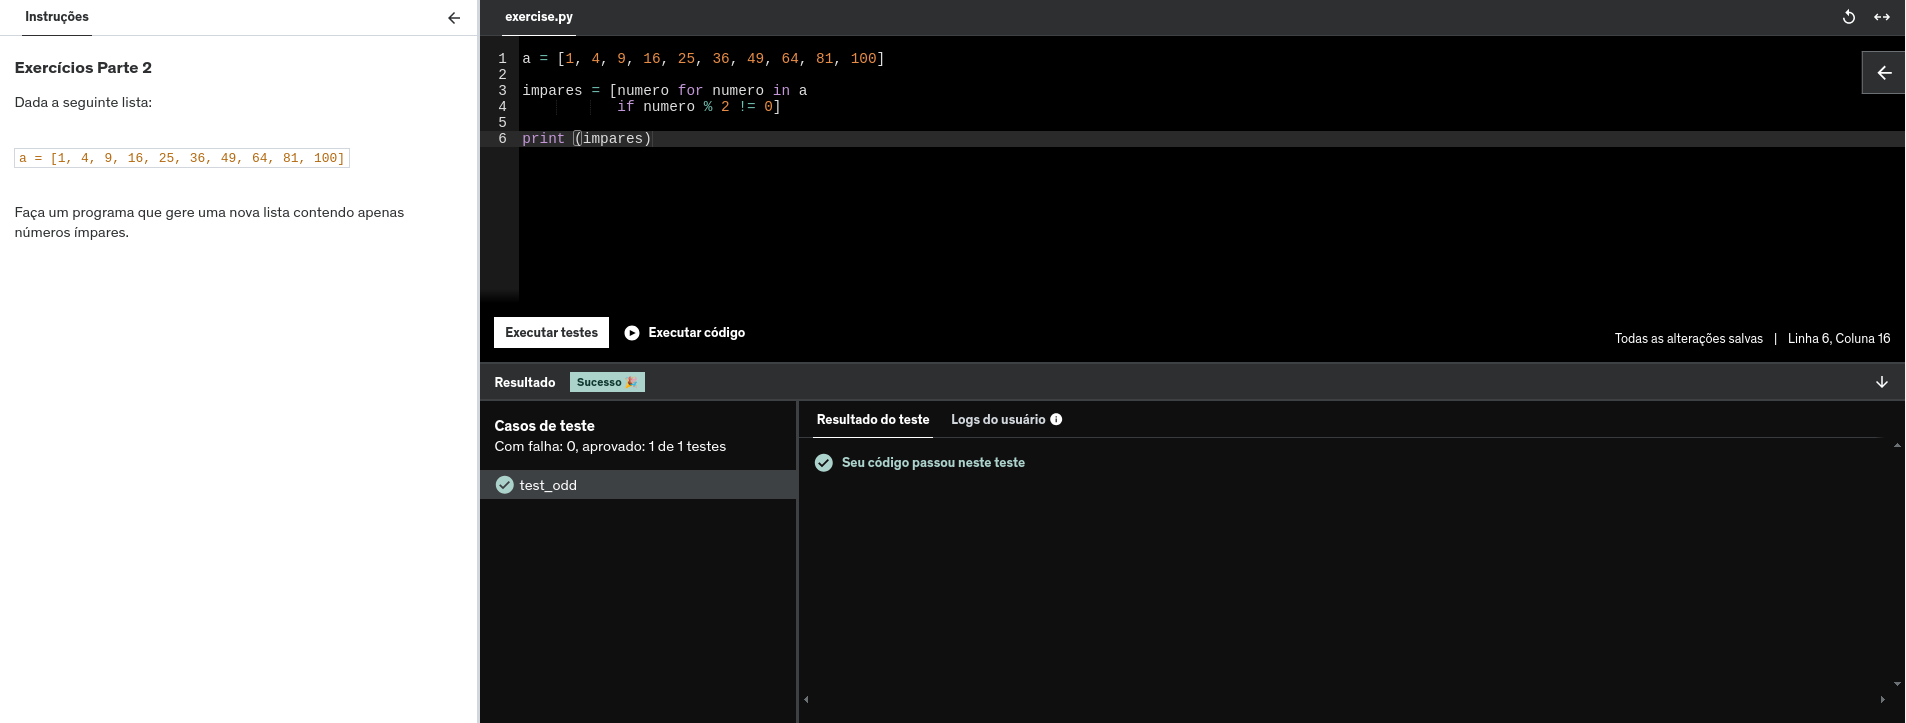 Instruções
Exercícios Parte 2
Dada a seguinte lista:
a = [1, 4, 9, 16, 25, 36, 49, 64, 81, 100]
Faça um programa que gere uma nova lista contendo apenas
números ímpares.
exercise.py
1 a = [1, 4, 9, 16, 25, 36, 49, 64, 81, 100]
2
3 impares = [numero for numero in a
4            if numero % 2 != 0]
5
6 print (impares)
Executar testes Executar código
Todas as alterações salvas | Linha 6, Coluna 16
Resultado Sucesso 🎉
Casos de teste
Com falha: 0, aprovado: 1 de 1 testes
test_odd
Resultado do teste Logs do usuário
Seu código passou neste teste